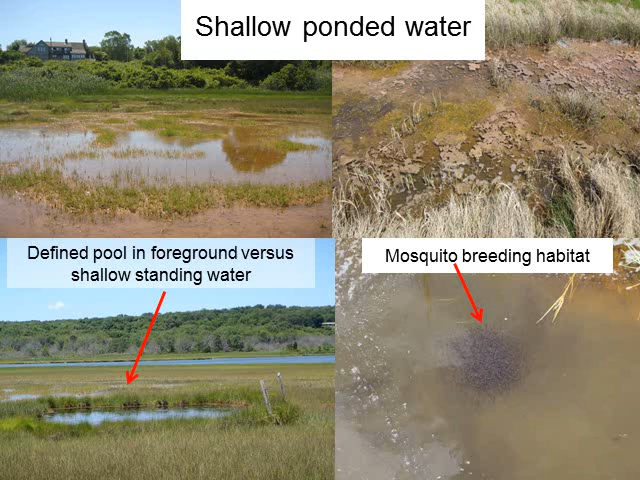 Shallow ponded water
Defined pool in foreground versus
shallow standing water
Mosquito breeding habitat